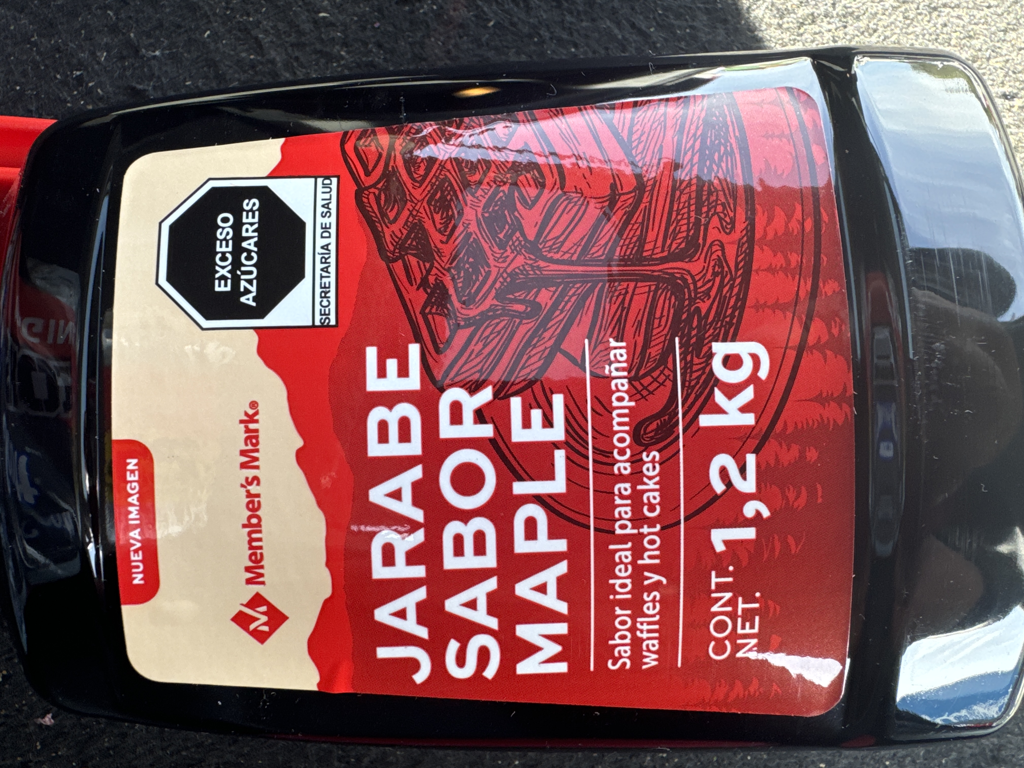 NUEVA IMAGEN
Member's Mark®
EXCESO
AZÚCARES
SECRETARÍA DE SALUD
JARABE
SABOR
MAPLE
Sabor ideal para acompañar
waffles y hot cakes
CONT. 1,2 kg
NET.